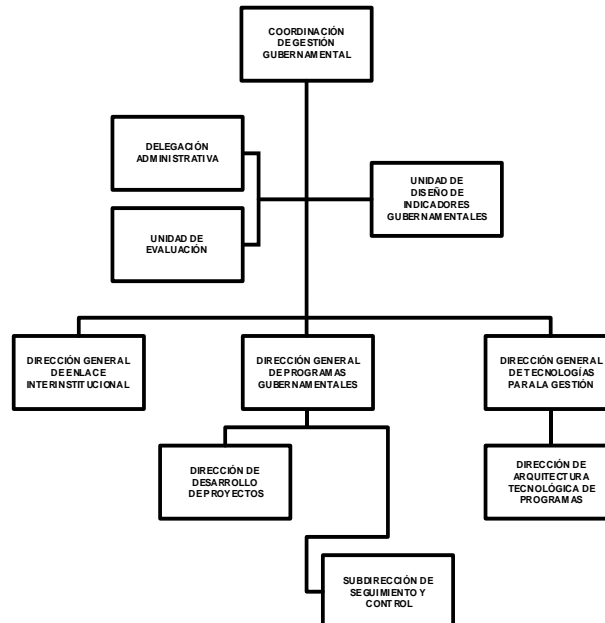 COORDINACIÓN
DE GESTIÓN
GUBERNAMENTAL
DELEGACIÓN
ADMINISTRATIVA
UNIDAD DE
DISEÑO DE
INDICADORES
GUBERNAMENTALES
UNIDAD DE
EVALUACIÓN
DIRECCIÓN GENERAL
DE ENLACE
INTERINSTITUCIONAL
DIRECCIÓN GENERAL
DE PROGRAMAS
GUBERNAMENTALES
DIRECCIÓN GENERAL
DE TECNOLOGÍAS
PARA LA GESTIÓN
DIRECCIÓN DE
DESARROLLO
DE PROYECTOS
DIRECCIÓN DE
ARQUITECTURA
TECNOLÓGICA DE
PROGRAMAS
SUBDIRECCIÓN DE
SEGUIMIENTO Y
CONTROL